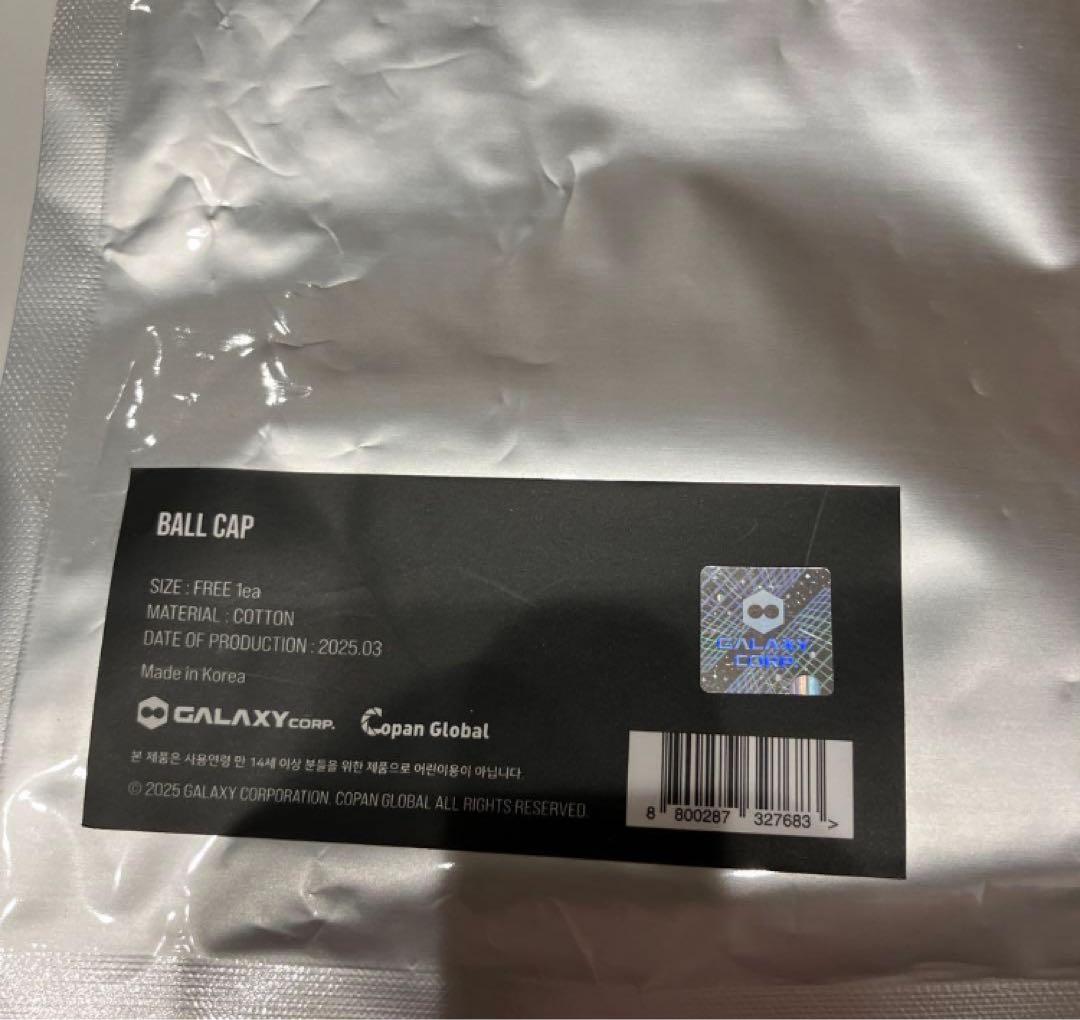 BALL CAP
SIZE : FREE 1ea
MATERIAL : COTTON
DATE OF PRODUCTION : 2025.03
Made in Korea
GALAXY CORP.
Copan Global
본 제품은 사용연령 만 14세 이상 분들을 위한 제품으로 어린이용이 아닙니다.
© 2025 GALAXY CORPORATION. COPAN GLOBAL ALL RIGHTS RESERVED.
GALAXY
CORP.
8 800287 327683 >